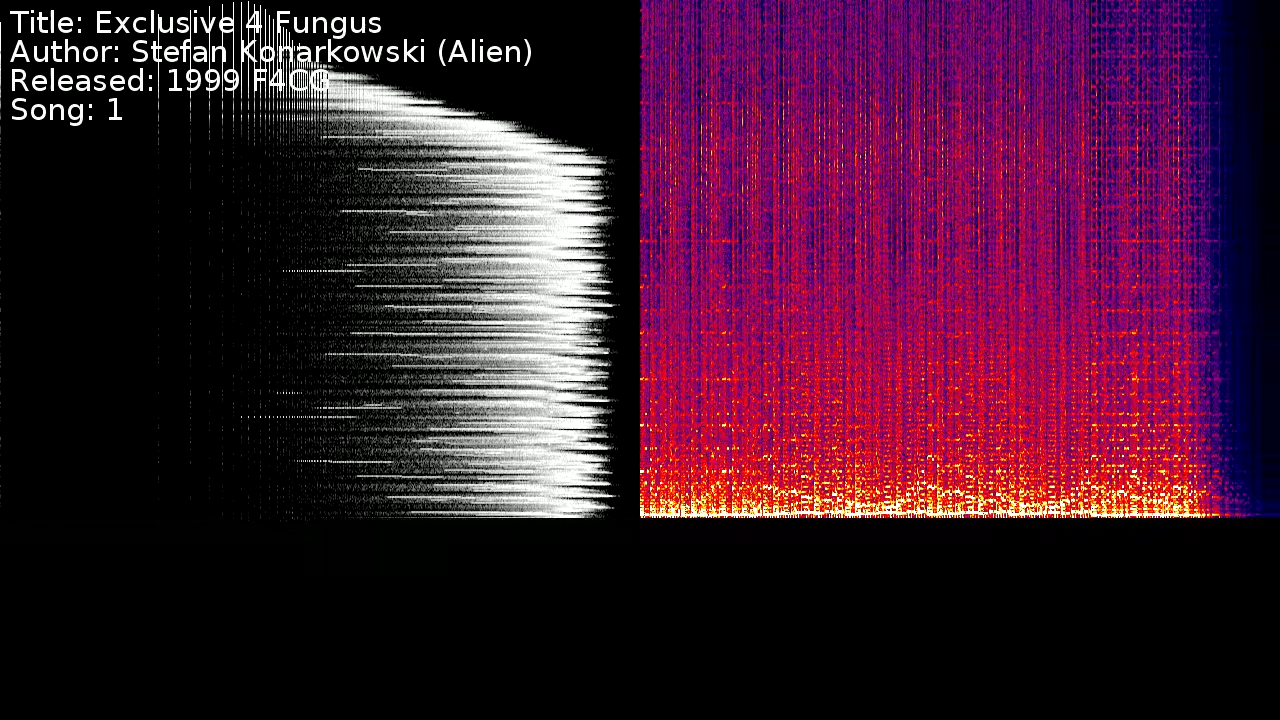 Title: Exclusive 4 Fungus
Author: Stefan Konarkowski (Alien)
Released: 1999 F4CG
Song: 1